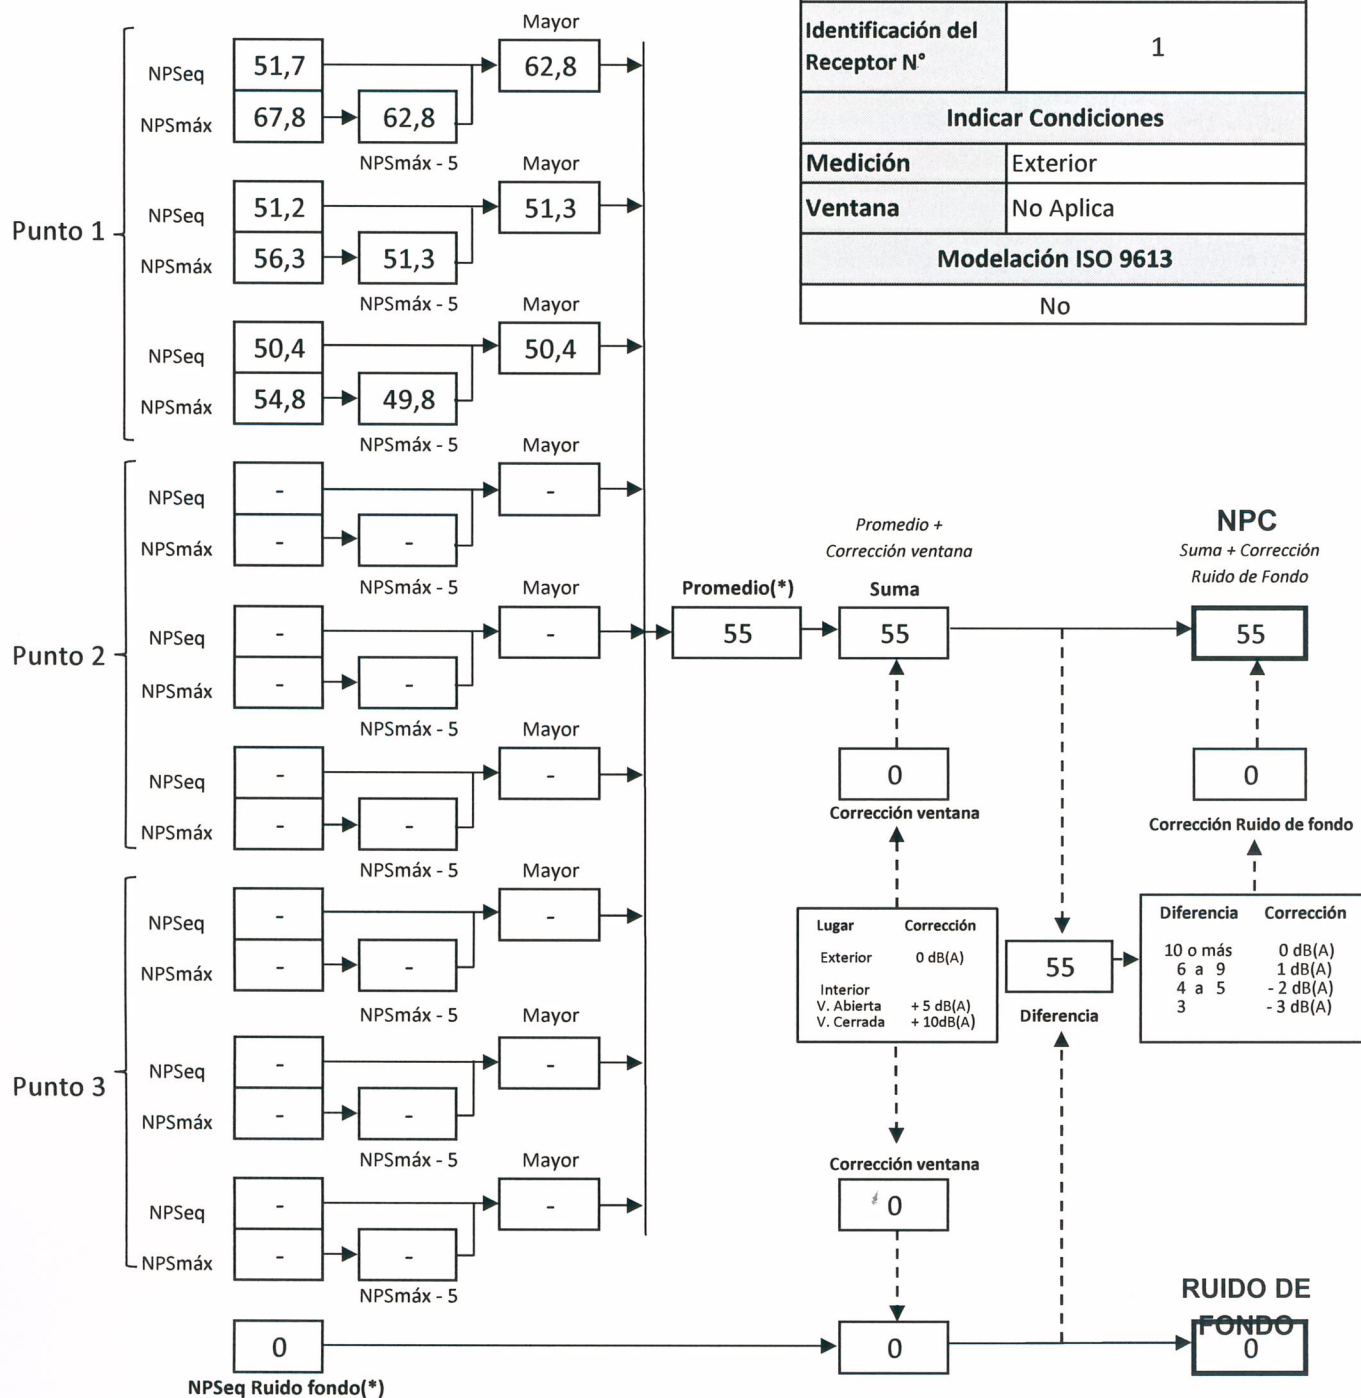 Identificación del
Receptor N°
1
Indicar Condiciones
Medición Exterior
Ventana No Aplica
Modelación ISO 9613
No
Punto 1
Mayor
NPSeq 51,7 62,8
NPSmáx 67,8 62,8
NPSmáx - 5
Mayor
NPSeq 51,2 51,3
NPSmáx 56,3 51,3
NPSmáx - 5
Mayor
NPSeq 50,4 50,4
NPSmáx 54,8 49,8
NPSmáx - 5
Punto 2
Mayor
NPSeq - -
NPSmáx - -
NPSmáx - 5
Mayor
NPSeq - -
NPSmáx - -
NPSmáx - 5
Mayor
NPSeq - -
NPSmáx - -
NPSmáx - 5
Punto 3
Mayor
NPSeq - -
NPSmáx - -
NPSmáx - 5
Mayor
NPSeq - -
NPSmáx - -
NPSmáx - 5
Mayor
NPSeq - -
NPSmáx - -
NPSmáx - 5
0
NPSeq Ruido fondo(*)
Promedio(*)
55
Promedio +
Corrección ventana
Suma
55
0
Corrección ventana
Lugar Corrección
Exterior 0 dB(A)
Interior
V. Abierta + 5 dB(A)
V. Cerrada + 10dB(A)
Corrección ventana
0
0
55
Diferencia
NPC
Suma + Corrección
Ruido de Fondo
55
0
Corrección Ruido de fondo
Diferencia Corrección
10 o más 0 dB(A)
6 a 9 1 dB(A)
4 a 5 - 2 dB(A)
3 - 3 dB(A)
RUIDO DE
FONDO
0